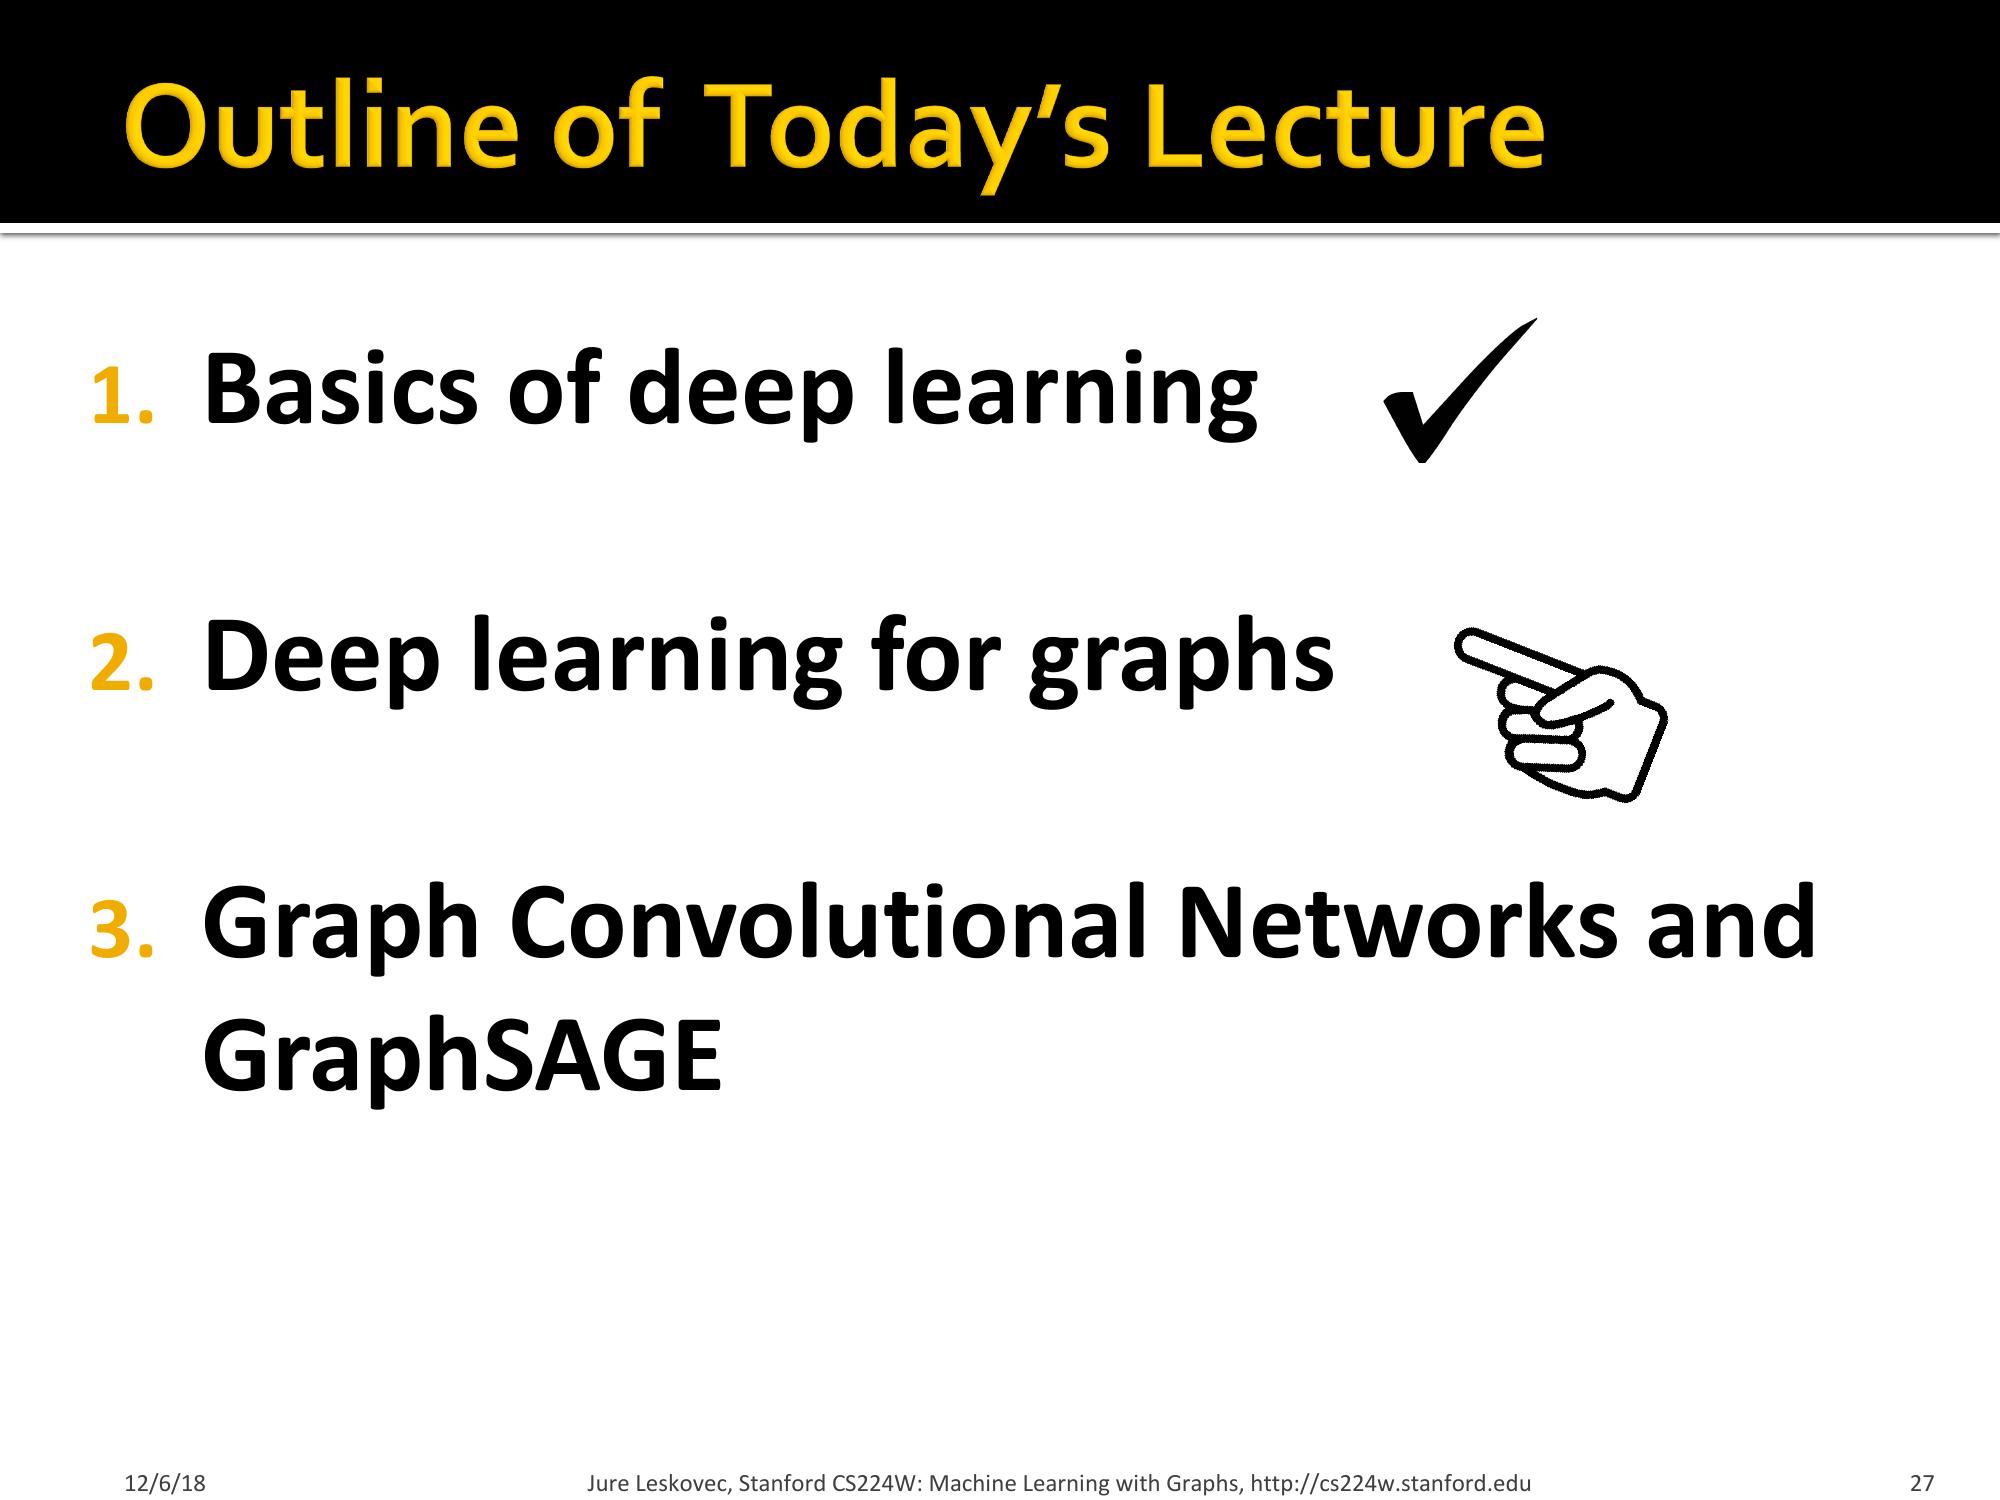 Outline of Today’s Lecture
1. Basics of deep learning
2. Deep learning for graphs
3. Graph Convolutional Networks and
GraphSAGE
12/6/18
Jure Leskovec, Stanford CS224W: Machine Learning with Graphs, http://cs224w.stanford.edu
27